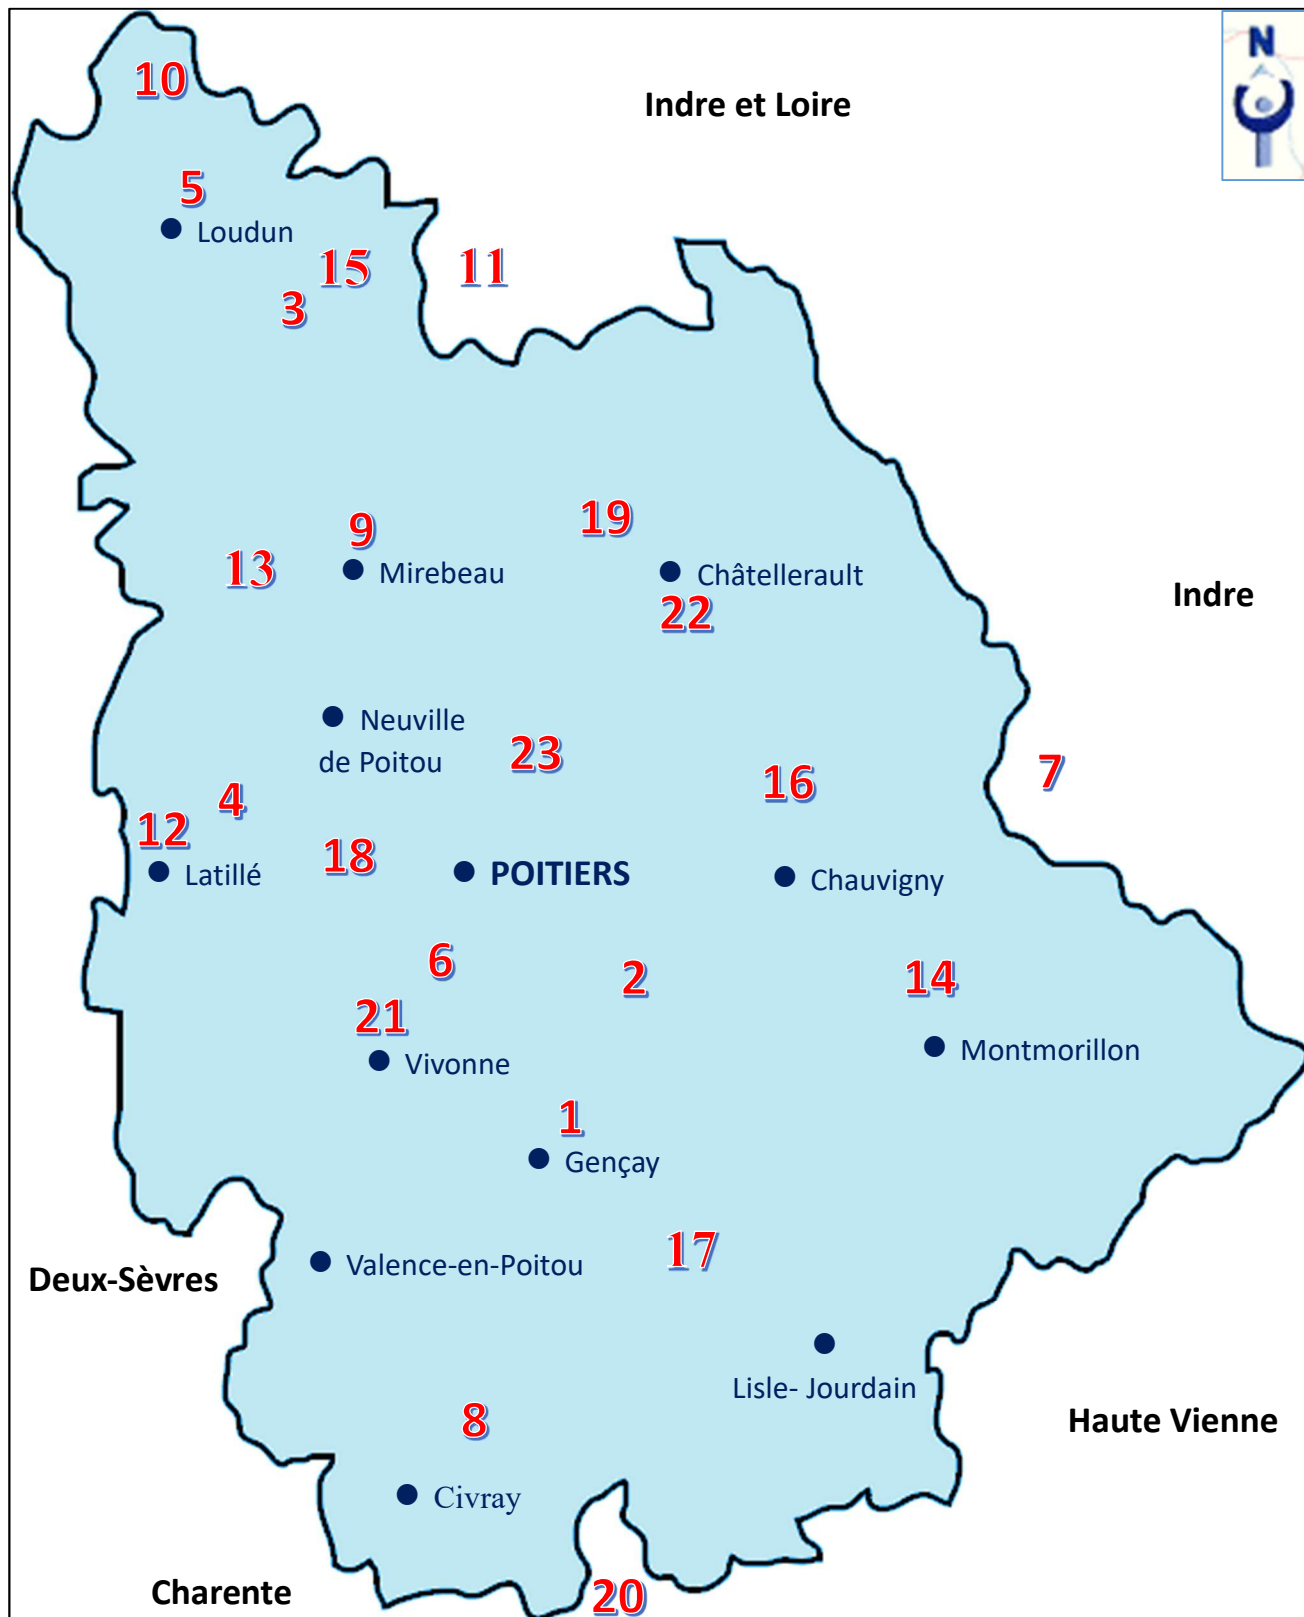 N
10
Indre et Loire
5
Loudun
15
11
3
9
19
13
Mirebeau
Châtellerault
22
Indre
Neuville
de Poitou
23
16
7
4
12
18
Latillé
POITIERS
Chauvigny
6
2
14
21
Vivonne
Montmorillon
1
Gençay
17
Valence-en-Poitou
Deux-Sèvres
Lisle- Jourdain
8
Haute Vienne
Civray
Charente
20